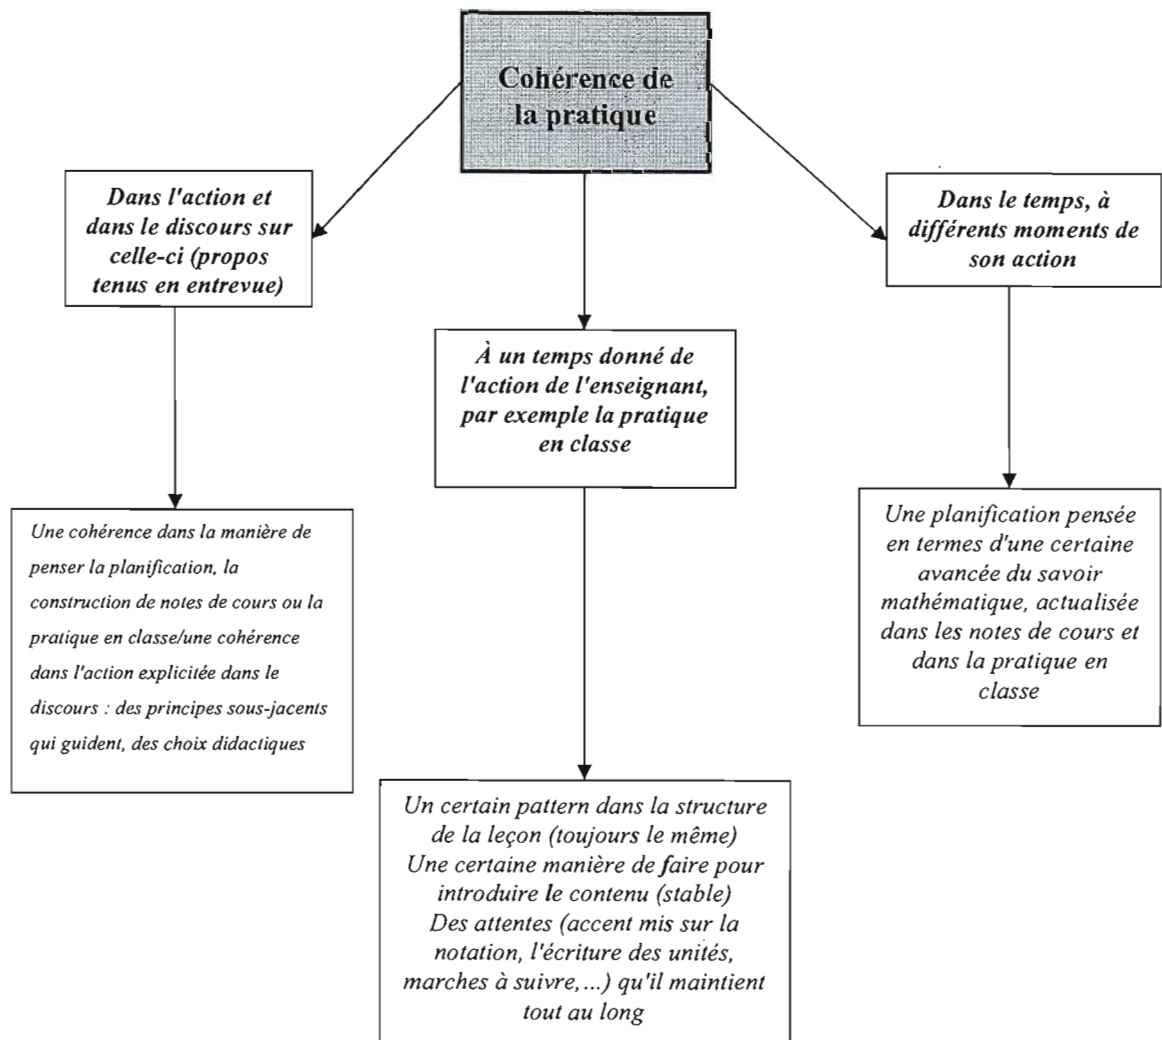 Cohérence de
la pratique
Dans l'action et
dans le discours sur
celle-ci (propos
tenus en entrevue)
À un temps donné de
l'action de l'enseignant,
par exemple la pratique
en classe
Dans le temps, à
différents moments de
son action
Une cohérence dans la manière de
penser la planification, la
construction de notes de cours ou la
pratique en classe/une cohérence
dans l'action explicitée dans le
discours : des principes sous-jacents
qui guident, des choix didactiques
Un certain pattern dans la structure
de la leçon (toujours le même)
Une certaine manière de faire pour
introduire le contenu (stable)
Des attentes (accent mis sur la
notation, l'écriture des unités,
marches à suivre,...) qu'il maintient
tout au long
Une planification pensée
en termes d'une certaine
avancée du savoir
mathématique, actualisée
dans les notes de cours et
dans la pratique en
classe